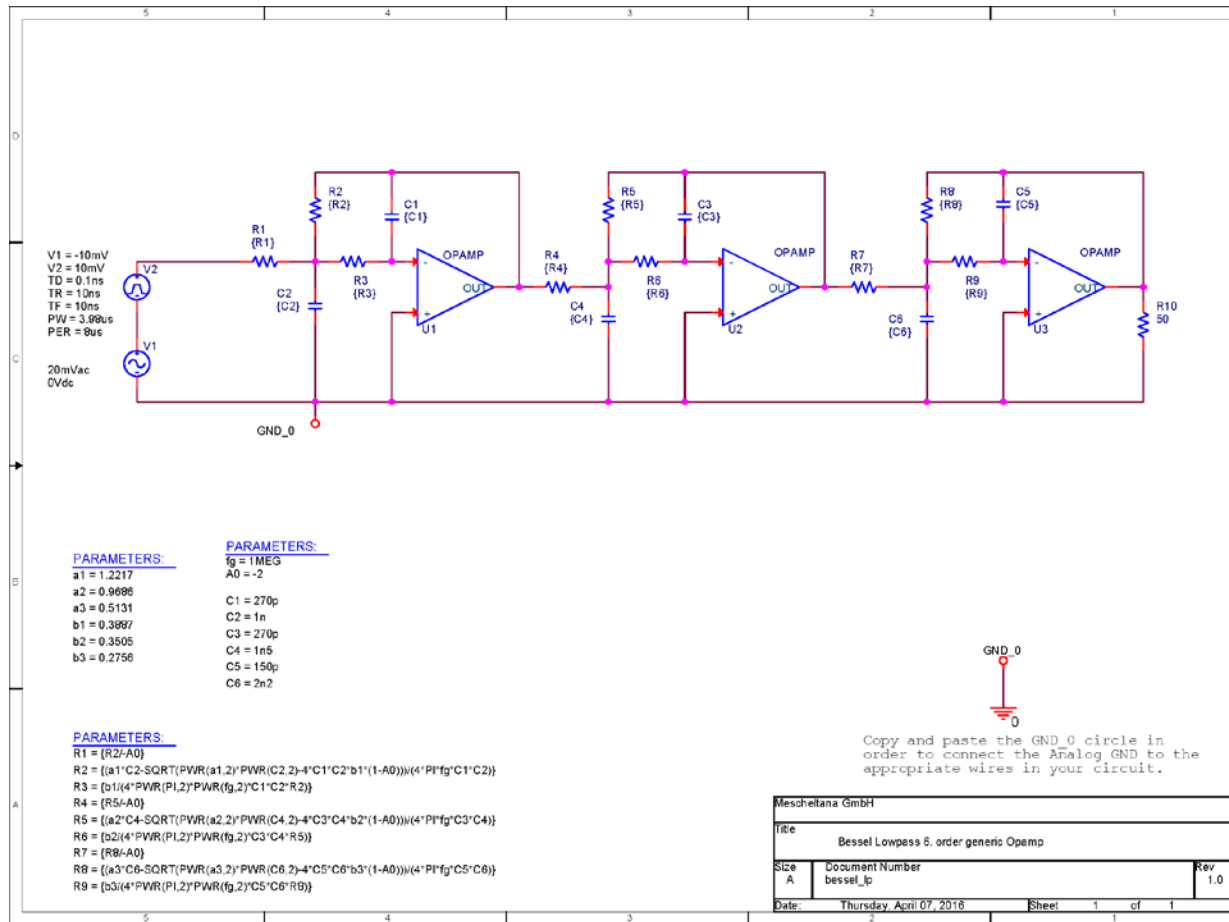 5 4 3 2 1
D
C
B
A
R2
{R2}
C1
{C1}
R1
{R1}
R3
{R3}
C2
{C2}
OPAMP
-
+
OUT
U1
R5
{R5}
C3
{C3}
R4
{R4}
R6
{R6}
C4
{C4}
OPAMP
-
+
OUT
U2
R8
{R8}
C5
{C5}
R7
{R7}
R9
{R9}
C6
{C6}
OPAMP
-
+
OUT
U3
R10
50
V1 = -10mV
V2 = 10mV
TD = 0.1ns
TR = 10ns
TF = 10ns
PW = 3.98us
PER = 8us
V2
V1
20mVac
0Vdc
GND_0
PARAMETERS:
a1 = 1.2217
a2 = 0.9686
a3 = 0.5131
b1 = 0.3887
b2 = 0.3505
b3 = 0.2756
PARAMETERS:
fg = 1MEG
A0 = -2
C1 = 270p
C2 = 1n
C3 = 270p
C4 = 1n5
C5 = 150p
C6 = 2n2
PARAMETERS:
R1 = {R2/-A0}
R2 = {(a1*C2-SQRT(PWR(a1,2)*PWR(C2,2)-4*C1*C2*b1*(1-A0)))/(4*PI*fg*C1*C2)}
R3 = {b1/(4*PWR(PI,2)*PWR(fg,2)*C1*C2*R2)}
R4 = {R5/-A0}
R5 = {(a2*C4-SQRT(PWR(a2,2)*PWR(C4,2)-4*C3*C4*b2*(1-A0)))/(4*PI*fg*C3*C4)}
R6 = {b2/(4*PWR(PI,2)*PWR(fg,2)*C3*C4*R5)}
R7 = {R8/-A0}
R8 = {(a3*C6-SQRT(PWR(a3,2)*PWR(C6,2)-4*C5*C6*b3*(1-A0)))/(4*PI*fg*C5*C6)}
R9 = {b3/(4*PWR(PI,2)*PWR(fg,2)*C5*C6*R8)}
GND_0
0
Copy and paste the GND_0 circle in
order to connect the Analog GND to the
appropriate wires in your circuit.
Mescheltana GmbH
Title
Bessel Lowpass 6. order generic Opamp
Size
A
Document Number
bessel_lp
Rev
1.0
Date: Thursday, April 07, 2016 Sheet 1 of 1
5 4 3 2 1